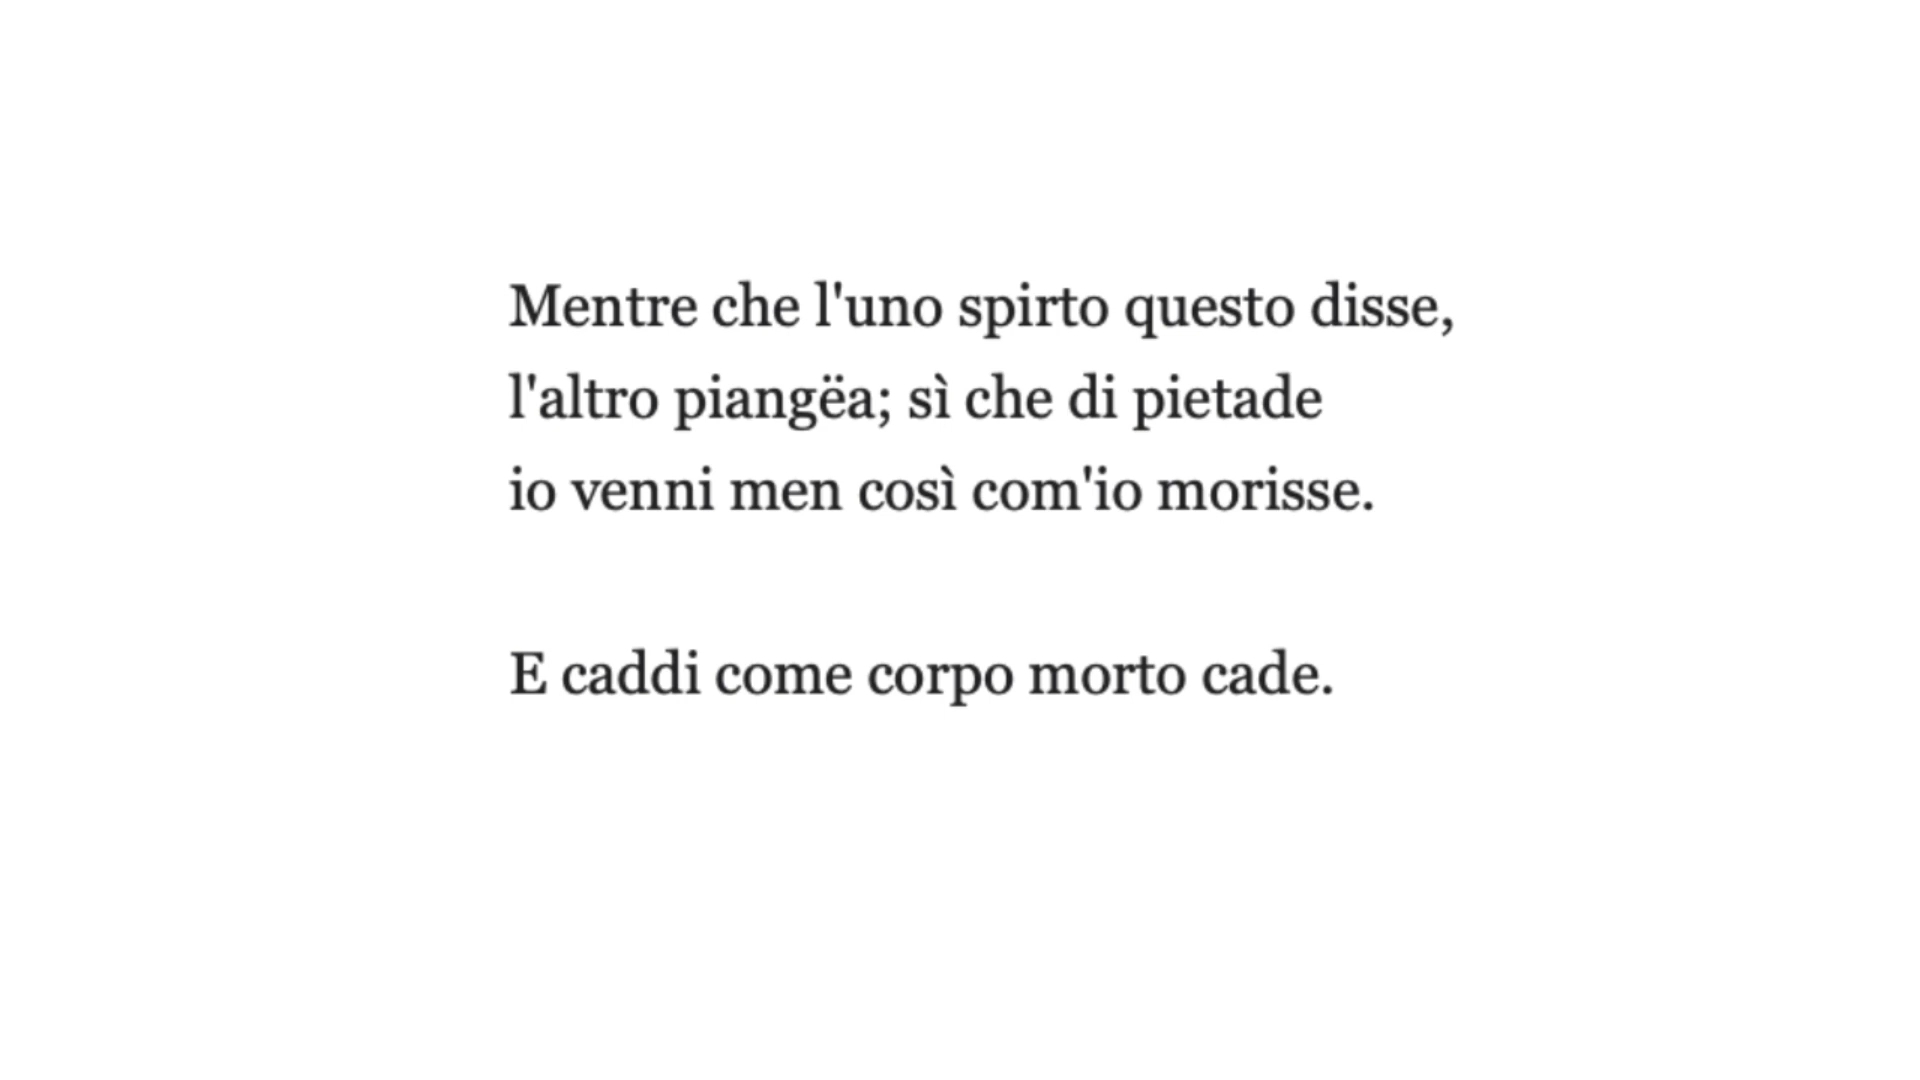 Mentre che l'uno spirto questo disse,
l'altro piangëa; sì che di pietade
io venni men così com'io morisse.
E caddi come corpo morto cade.